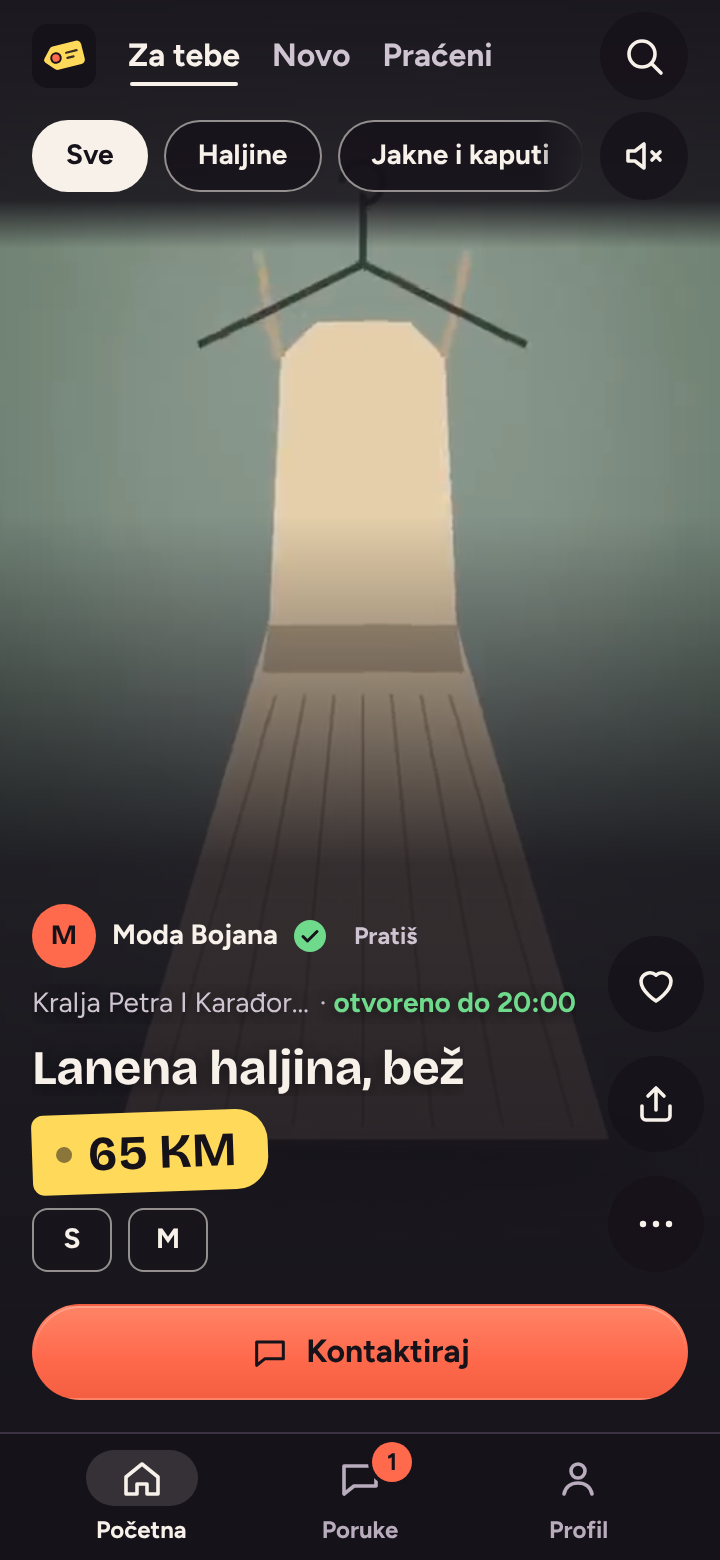 Za tebe Novo Praćeni
Sve Haljine Jakne i kaputi
M Moda Bojana Pratiš
Kralja Petra I Karađor... · otvoreno do 20:00
Lanena haljina, bež
65 KM
S M
Kontaktiraj
1
Početna Poruke Profil